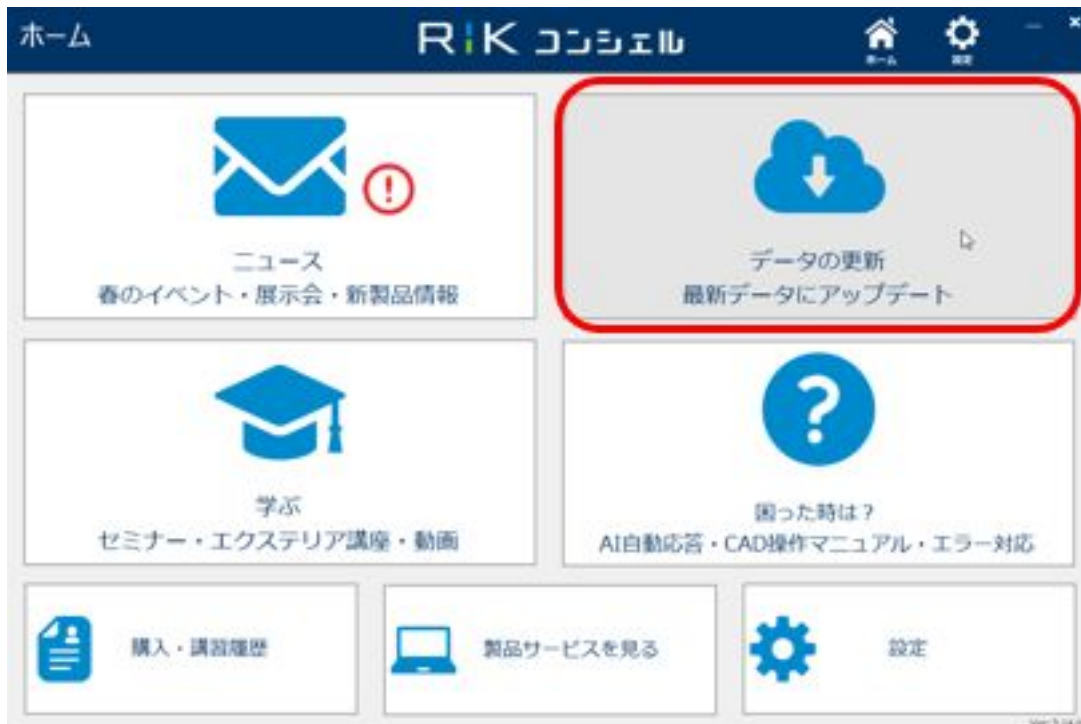 ホーム
RiK コンシェル
ホーム
設定
ニュース
春のイベント・展示会・新製品情報
データの更新
最新データにアップデート
学ぶ
セミナー・エクステリア講座・動画
困った時は?
AI自動応答・CAD操作マニュアル・エラー対応
購入・講習履歴
製品サービスを見る
設定